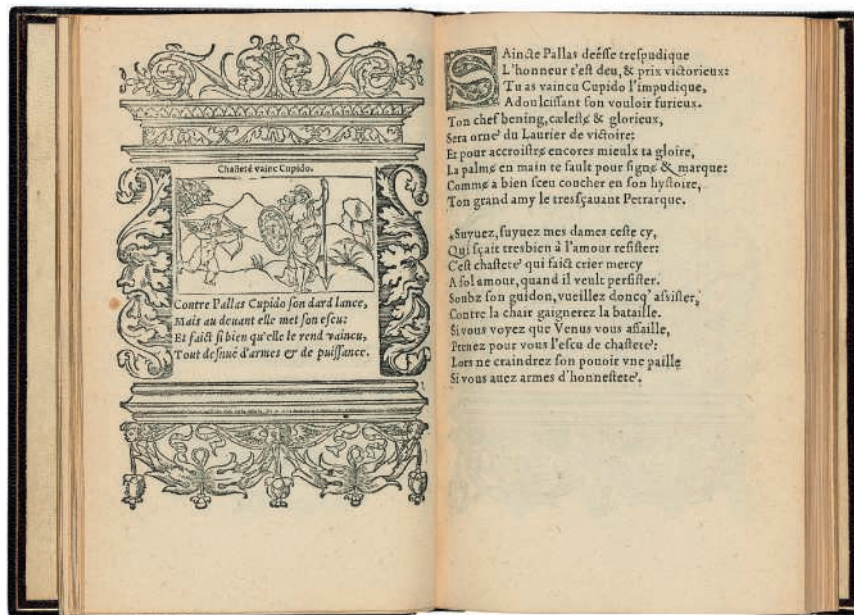 Chasteté vainc Cupido.
Contre Pallas Cupido son dard lance,
Mais au deuant elle met son escu:
Et faict si bien qu'elle le rend vaincu,
Tout desnué d'armes & de puissance.
SAincte Pallas deésse trespudique
L'honneur t'est deu, & prix victorieux:
Tu as vaincu Cupido l'impudique,
Adoulcissant son vouloir furieux.
Ton chef bening, cæleste & glorieux,
Sera orne' du Laurier de victoire:
Et pour accroistre encores mieulx ta gloire,
La palme en main te fault pour signe & marque:
Comme a bien sceu coucher en son hystoire,
Ton grand amy le tressçauant Petrarque.
Suyuez, suyuez mes dames ceste cy,
Qui sçait tresbien à l'amour resister:
C'est chastete' qui faict crier mercy
A fol amour, quand il veult persister.
Soubz son guidon, vueillez doncq' assister,
Contre la chair gaignerez la bataille.
Si vous voyez que Venus vous assaille,
Prenez pour vous l'escu de chastete':
Lors ne craindrez son pouoir vne paille
Si vous auez armes d'honnestete'.